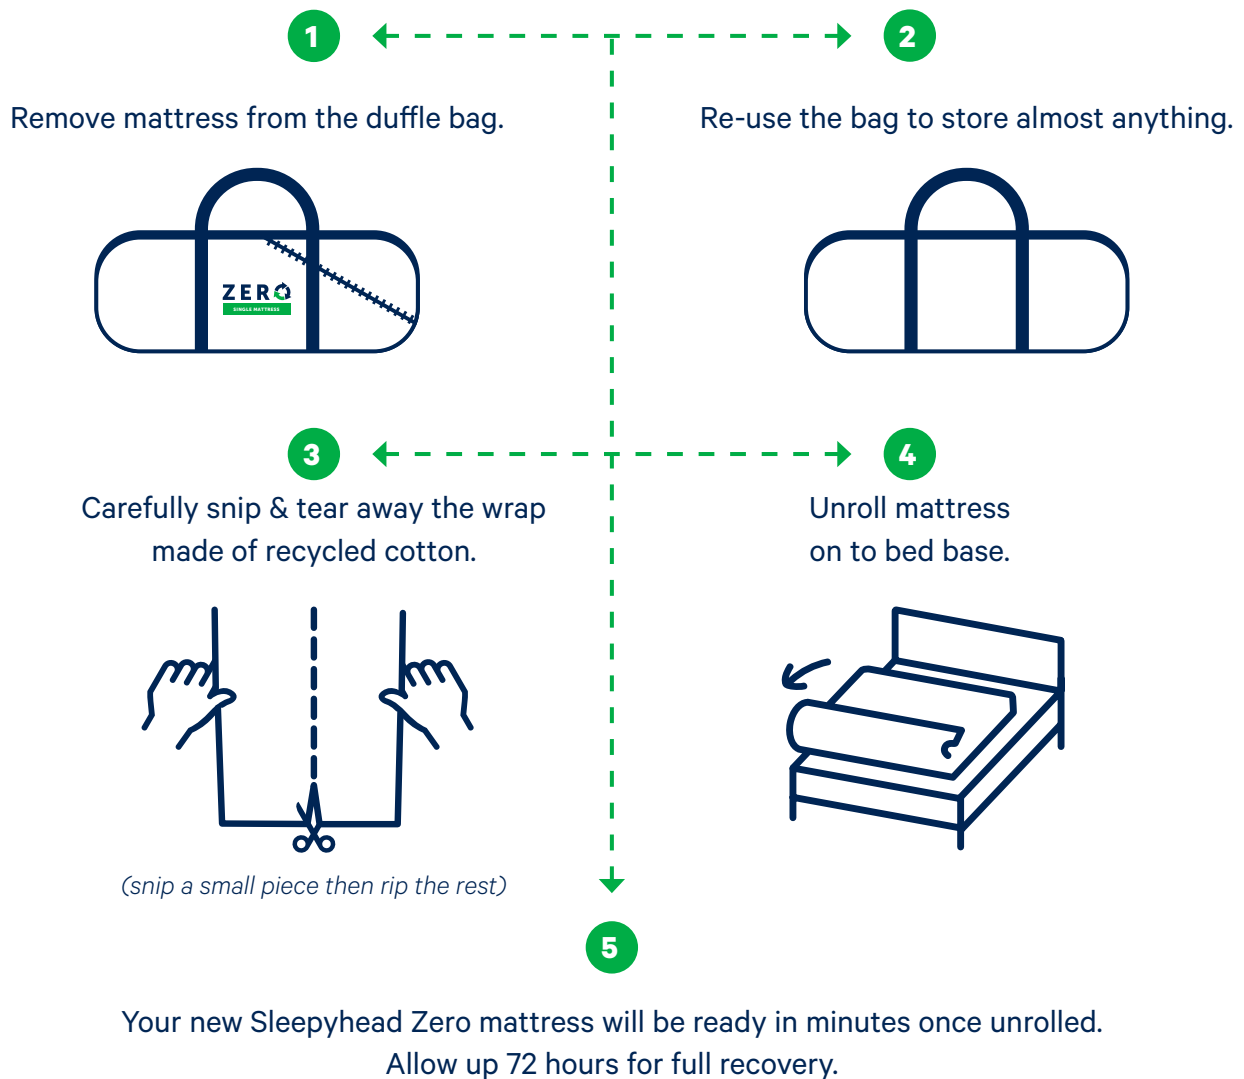 1
2
Remove mattress from the duffle bag.
Re-use the bag to store almost anything.
ZERO
SINGLE MATTRESS
3
4
Carefully snip & tear away the wrap
made of recycled cotton.
Unroll mattress
on to bed base.
(snip a small piece then rip the rest)
5
Your new Sleepyhead Zero mattress will be ready in minutes once unrolled.
Allow up 72 hours for full recovery.